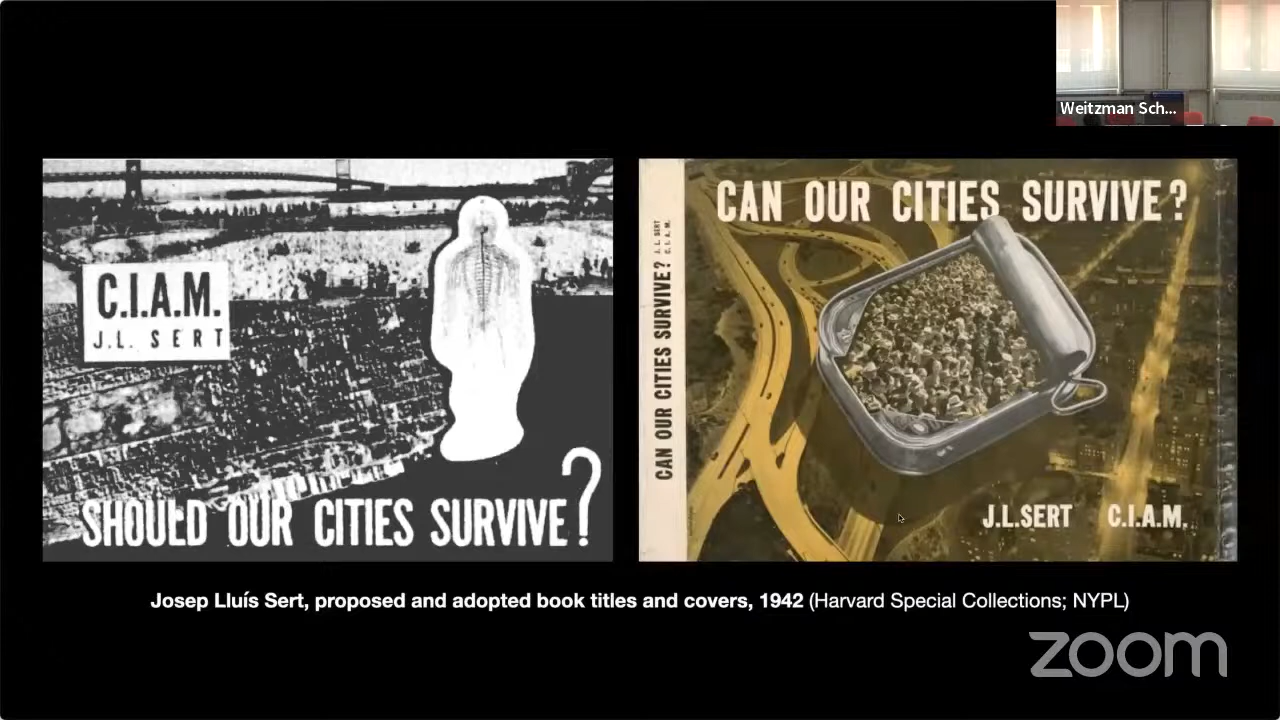 Weitzman Sch...
C.I.A.M.
J.L. SERT
SHOULD OUR CITIES SURVIVE?
CAN OUR CITIES SURVIVE?
J. L. SERT
C. I. A. M.
CAN OUR CITIES SURVIVE?
J.L.SERT C.I.A.M.
Josep Lluís Sert, proposed and adopted book titles and covers, 1942 (Harvard Special Collections; NYPL)
zoom